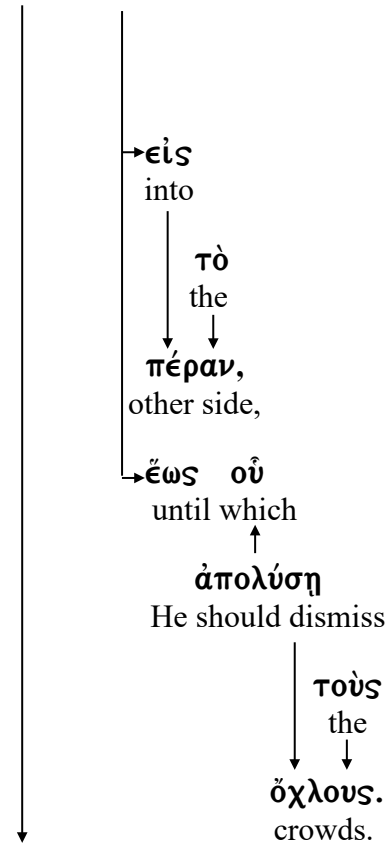 εἰς
into
τὸ
the
πέραν,
other side,
ἕως οὗ
until which
ἀπολύσῃ
He should dismiss
τοὺς
the
ὄχλους.
crowds.